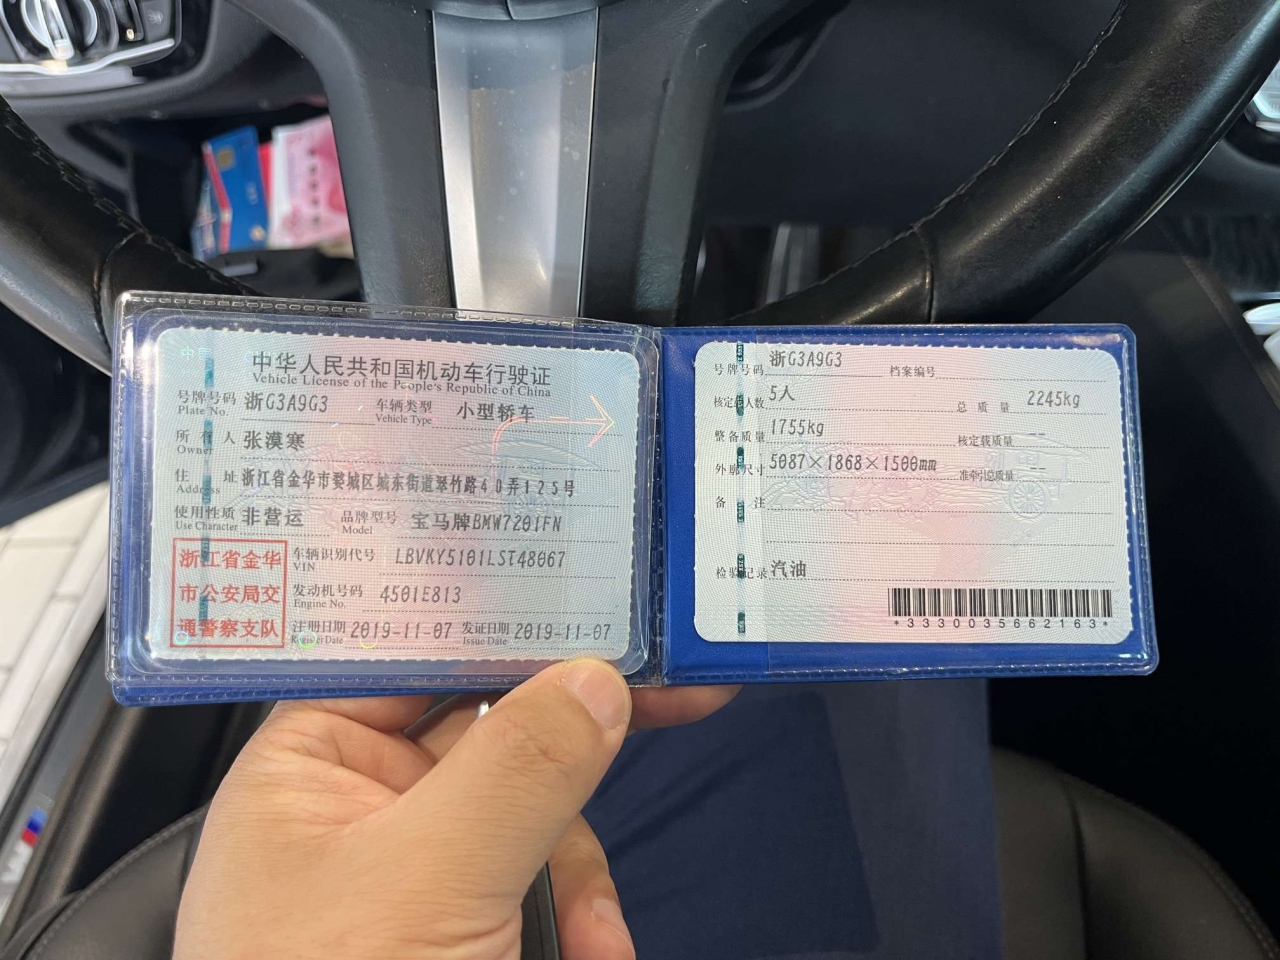 中华人民共和国机动车行驶证
Vehicle License of the People's Republic of China
号牌号码 浙G3A9G3 车辆类型 小型轿车
Plate No. Vehicle Type
所有人 张漠寒
Owner
住址 浙江省金华市婺城区城东街道翠竹路40弄125号
Address
使用性质 非营运 品牌型号 宝马牌BMW7201FN
Use Character Model
浙江省金华
市公安局交
通警察支队
车辆识别代号 LBVKY5101LST48067
VIN
发动机号码 4501E813
Engine No.
注册日期 2019-11-07 发证日期 2019-11-07
Register Date Issue Date
号牌号码 浙G3A9G3 档案编号
核定载人数 5人 总质量 2245kg
整备质量 1755kg 核定载质量 --
外廓尺寸 5087×1868×1500mm 准牵引总质量 --
备注
检验记录 汽油
*3330035662163*